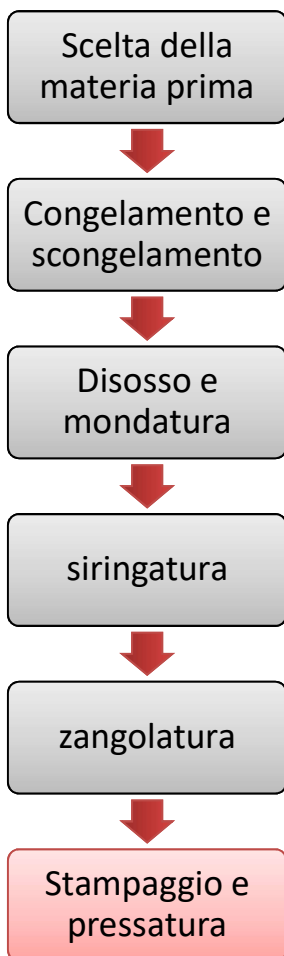 Scelta della
materia prima
Congelamento e
scongelamento
Disosso e
mondatura
siringatura
zangolatura
Stampaggio e
pressatura